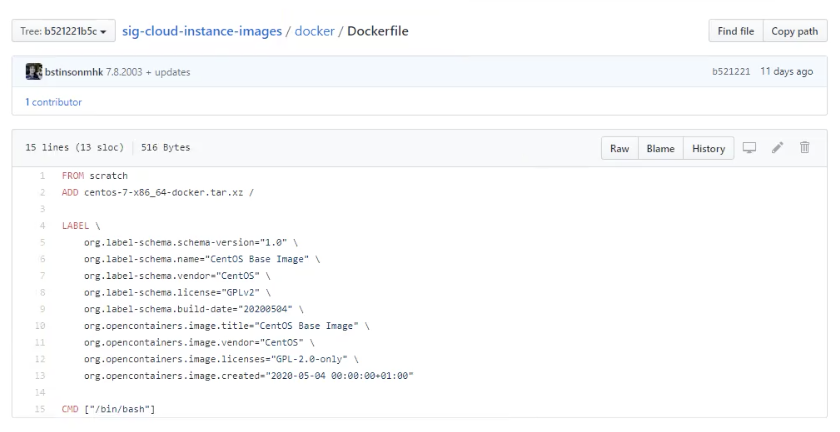 Tree: b521221b5c sig-cloud-instance-images / docker / Dockerfile Find file Copy path
bstinsonmhk 7.8.2003 + updates b521221 11 days ago
1 contributor
15 lines (13 sloc) 516 Bytes Raw Blame History
1 FROM scratch
2 ADD centos-7-x86_64-docker.tar.xz /
3
4 LABEL \
5 org.label-schema.schema-version="1.0" \
6 org.label-schema.name="CentOS Base Image" \
7 org.label-schema.vendor="CentOS" \
8 org.label-schema.license="GPLv2" \
9 org.label-schema.build-date="20200504" \
10 org.opencontainers.image.title="CentOS Base Image" \
11 org.opencontainers.image.vendor="CentOS" \
12 org.opencontainers.image.licenses="GPL-2.0-only" \
13 org.opencontainers.image.created="2020-05-04 00:00:00+01:00"
14
15 CMD ["/bin/bash"]